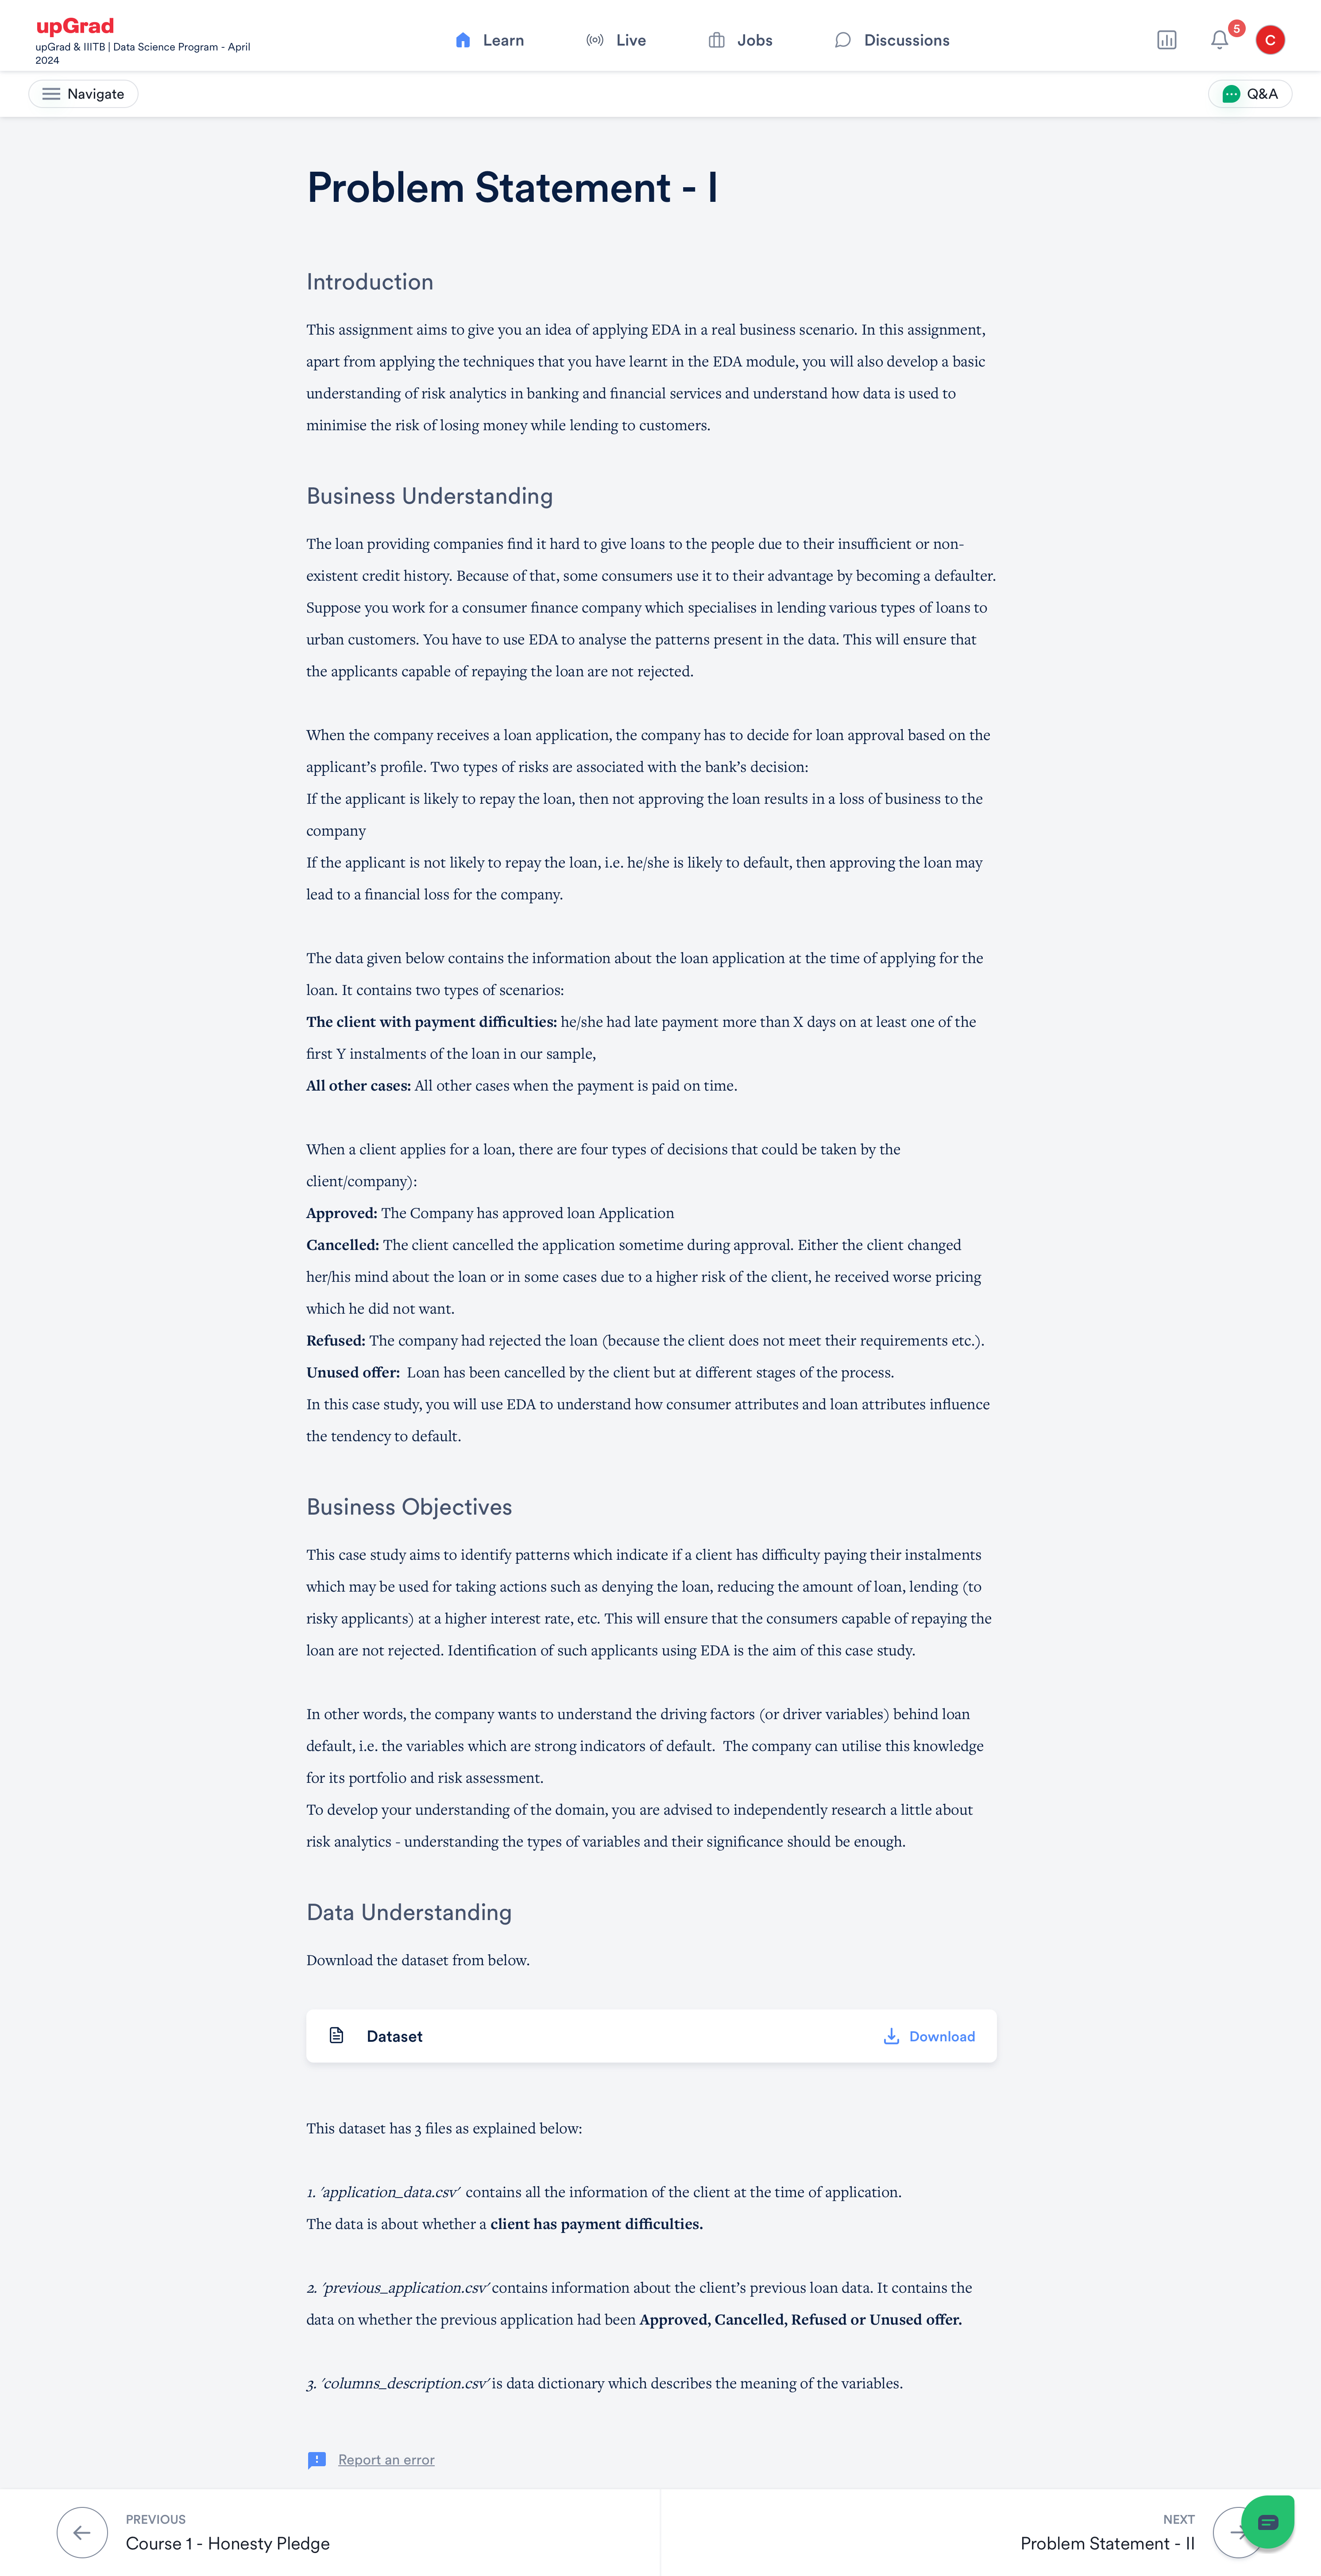 upGrad
upGrad & IIITB | Data Science Program - April
2024
Learn
Live
Jobs
Discussions
5
C
Navigate
Q&A
Problem Statement - I
Introduction
This assignment aims to give you an idea of applying EDA in a real business scenario. In this assignment,
apart from applying the techniques that you have learnt in the EDA module, you will also develop a basic
understanding of risk analytics in banking and financial services and understand how data is used to
minimise the risk of losing money while lending to customers.
Business Understanding
The loan providing companies find it hard to give loans to the people due to their insufficient or non-
existent credit history. Because of that, some consumers use it to their advantage by becoming a defaulter.
Suppose you work for a consumer finance company which specialises in lending various types of loans to
urban customers. You have to use EDA to analyse the patterns present in the data. This will ensure that
the applicants capable of repaying the loan are not rejected.
When the company receives a loan application, the company has to decide for loan approval based on the
applicant’s profile. Two types of risks are associated with the bank’s decision:
If the applicant is likely to repay the loan, then not approving the loan results in a loss of business to the
company
If the applicant is not likely to repay the loan, i.e. he/she is likely to default, then approving the loan may
lead to a financial loss for the company.
The data given below contains the information about the loan application at the time of applying for the
loan. It contains two types of scenarios:
The client with payment difficulties: he/she had late payment more than X days on at least one of the
first Y instalments of the loan in our sample,
All other cases: All other cases when the payment is paid on time.
When a client applies for a loan, there are four types of decisions that could be taken by the
client/company):
Approved: The Company has approved loan Application
Cancelled: The client cancelled the application sometime during approval. Either the client changed
her/his mind about the loan or in some cases due to a higher risk of the client, he received worse pricing
which he did not want.
Refused: The company had rejected the loan (because the client does not meet their requirements etc.).
Unused offer:  Loan has been cancelled by the client but at different stages of the process.
In this case study, you will use EDA to understand how consumer attributes and loan attributes influence
the tendency to default.
Business Objectives
This case study aims to identify patterns which indicate if a client has difficulty paying their instalments
which may be used for taking actions such as denying the loan, reducing the amount of loan, lending (to
risky applicants) at a higher interest rate, etc. This will ensure that the consumers capable of repaying the
loan are not rejected. Identification of such applicants using EDA is the aim of this case study.
In other words, the company wants to understand the driving factors (or driver variables) behind loan
default, i.e. the variables which are strong indicators of default.  The company can utilise this knowledge
for its portfolio and risk assessment.
To develop your understanding of the domain, you are advised to independently research a little about
risk analytics - understanding the types of variables and their significance should be enough.
Data Understanding
Download the dataset from below.
Dataset
Download
This dataset has 3 files as explained below:
1. 'application_data.csv'  contains all the information of the client at the time of application.
The data is about whether a client has payment difficulties.
2. 'previous_application.csv' contains information about the client’s previous loan data. It contains the
data on whether the previous application had been Approved, Cancelled, Refused or Unused offer.
3. 'columns_description.csv' is data dictionary which describes the meaning of the variables.
Report an error
PREVIOUS
Course 1 - Honesty Pledge
NEXT
Problem Statement - II